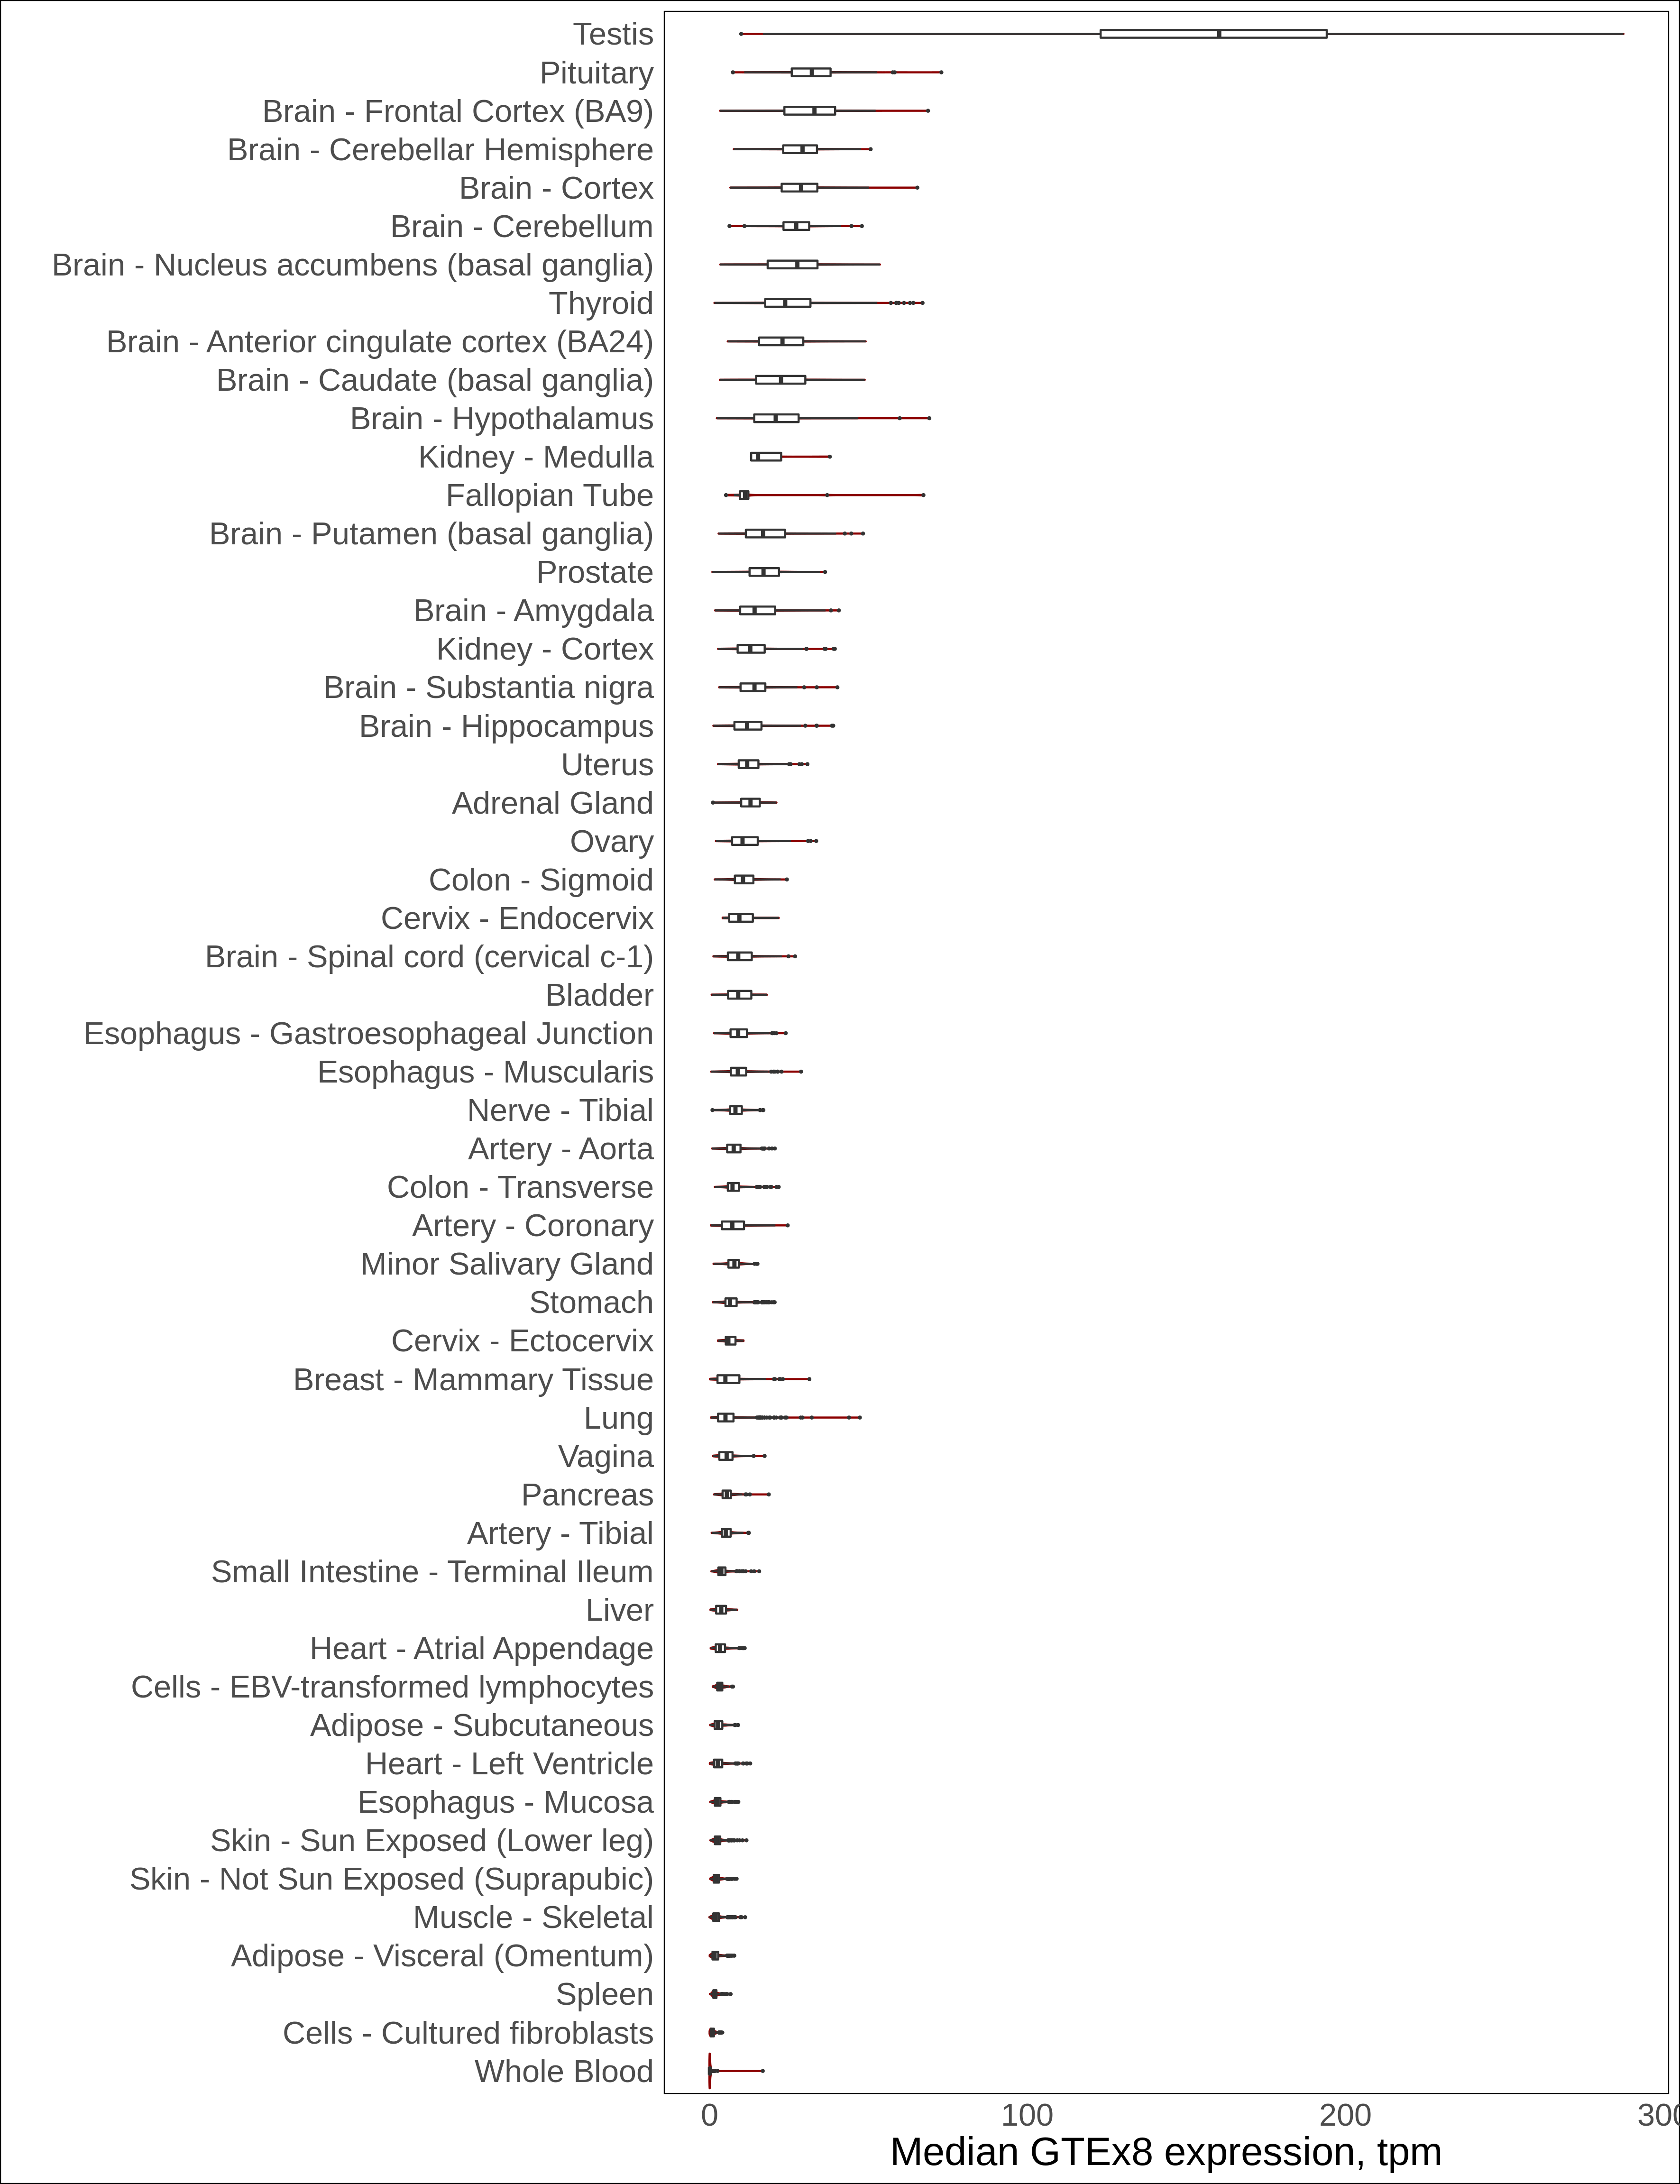 Testis
Pituitary
Brain - Frontal Cortex (BA9)
Brain - Cerebellar Hemisphere
Brain - Cortex
Brain - Cerebellum
Brain - Nucleus accumbens (basal ganglia)
Thyroid
Brain - Anterior cingulate cortex (BA24)
Brain - Caudate (basal ganglia)
Brain - Hypothalamus
Kidney - Medulla
Fallopian Tube
Brain - Putamen (basal ganglia)
Prostate
Brain - Amygdala
Kidney - Cortex
Brain - Substantia nigra
Brain - Hippocampus
Uterus
Adrenal Gland
Ovary
Colon - Sigmoid
Cervix - Endocervix
Brain - Spinal cord (cervical c-1)
Bladder
Esophagus - Gastroesophageal Junction
Esophagus - Muscularis
Nerve - Tibial
Artery - Aorta
Colon - Transverse
Artery - Coronary
Minor Salivary Gland
Stomach
Cervix - Ectocervix
Breast - Mammary Tissue
Lung
Vagina
Pancreas
Artery - Tibial
Small Intestine - Terminal Ileum
Liver
Heart - Atrial Appendage
Cells - EBV-transformed lymphocytes
Adipose - Subcutaneous
Heart - Left Ventricle
Esophagus - Mucosa
Skin - Sun Exposed (Lower leg)
Skin - Not Sun Exposed (Suprapubic)
Muscle - Skeletal
Adipose - Visceral (Omentum)
Spleen
Cells - Cultured fibroblasts
Whole Blood
0 100 200 300
Median GTEx8 expression, tpm